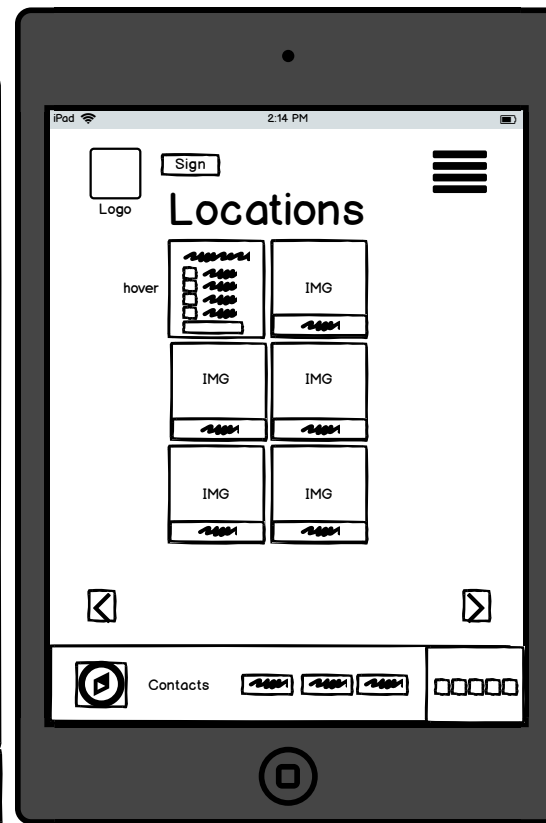 iPad 2:14 PM
Sign
Logo
Locations
hover
IMG
IMG
IMG
IMG
IMG
Contacts